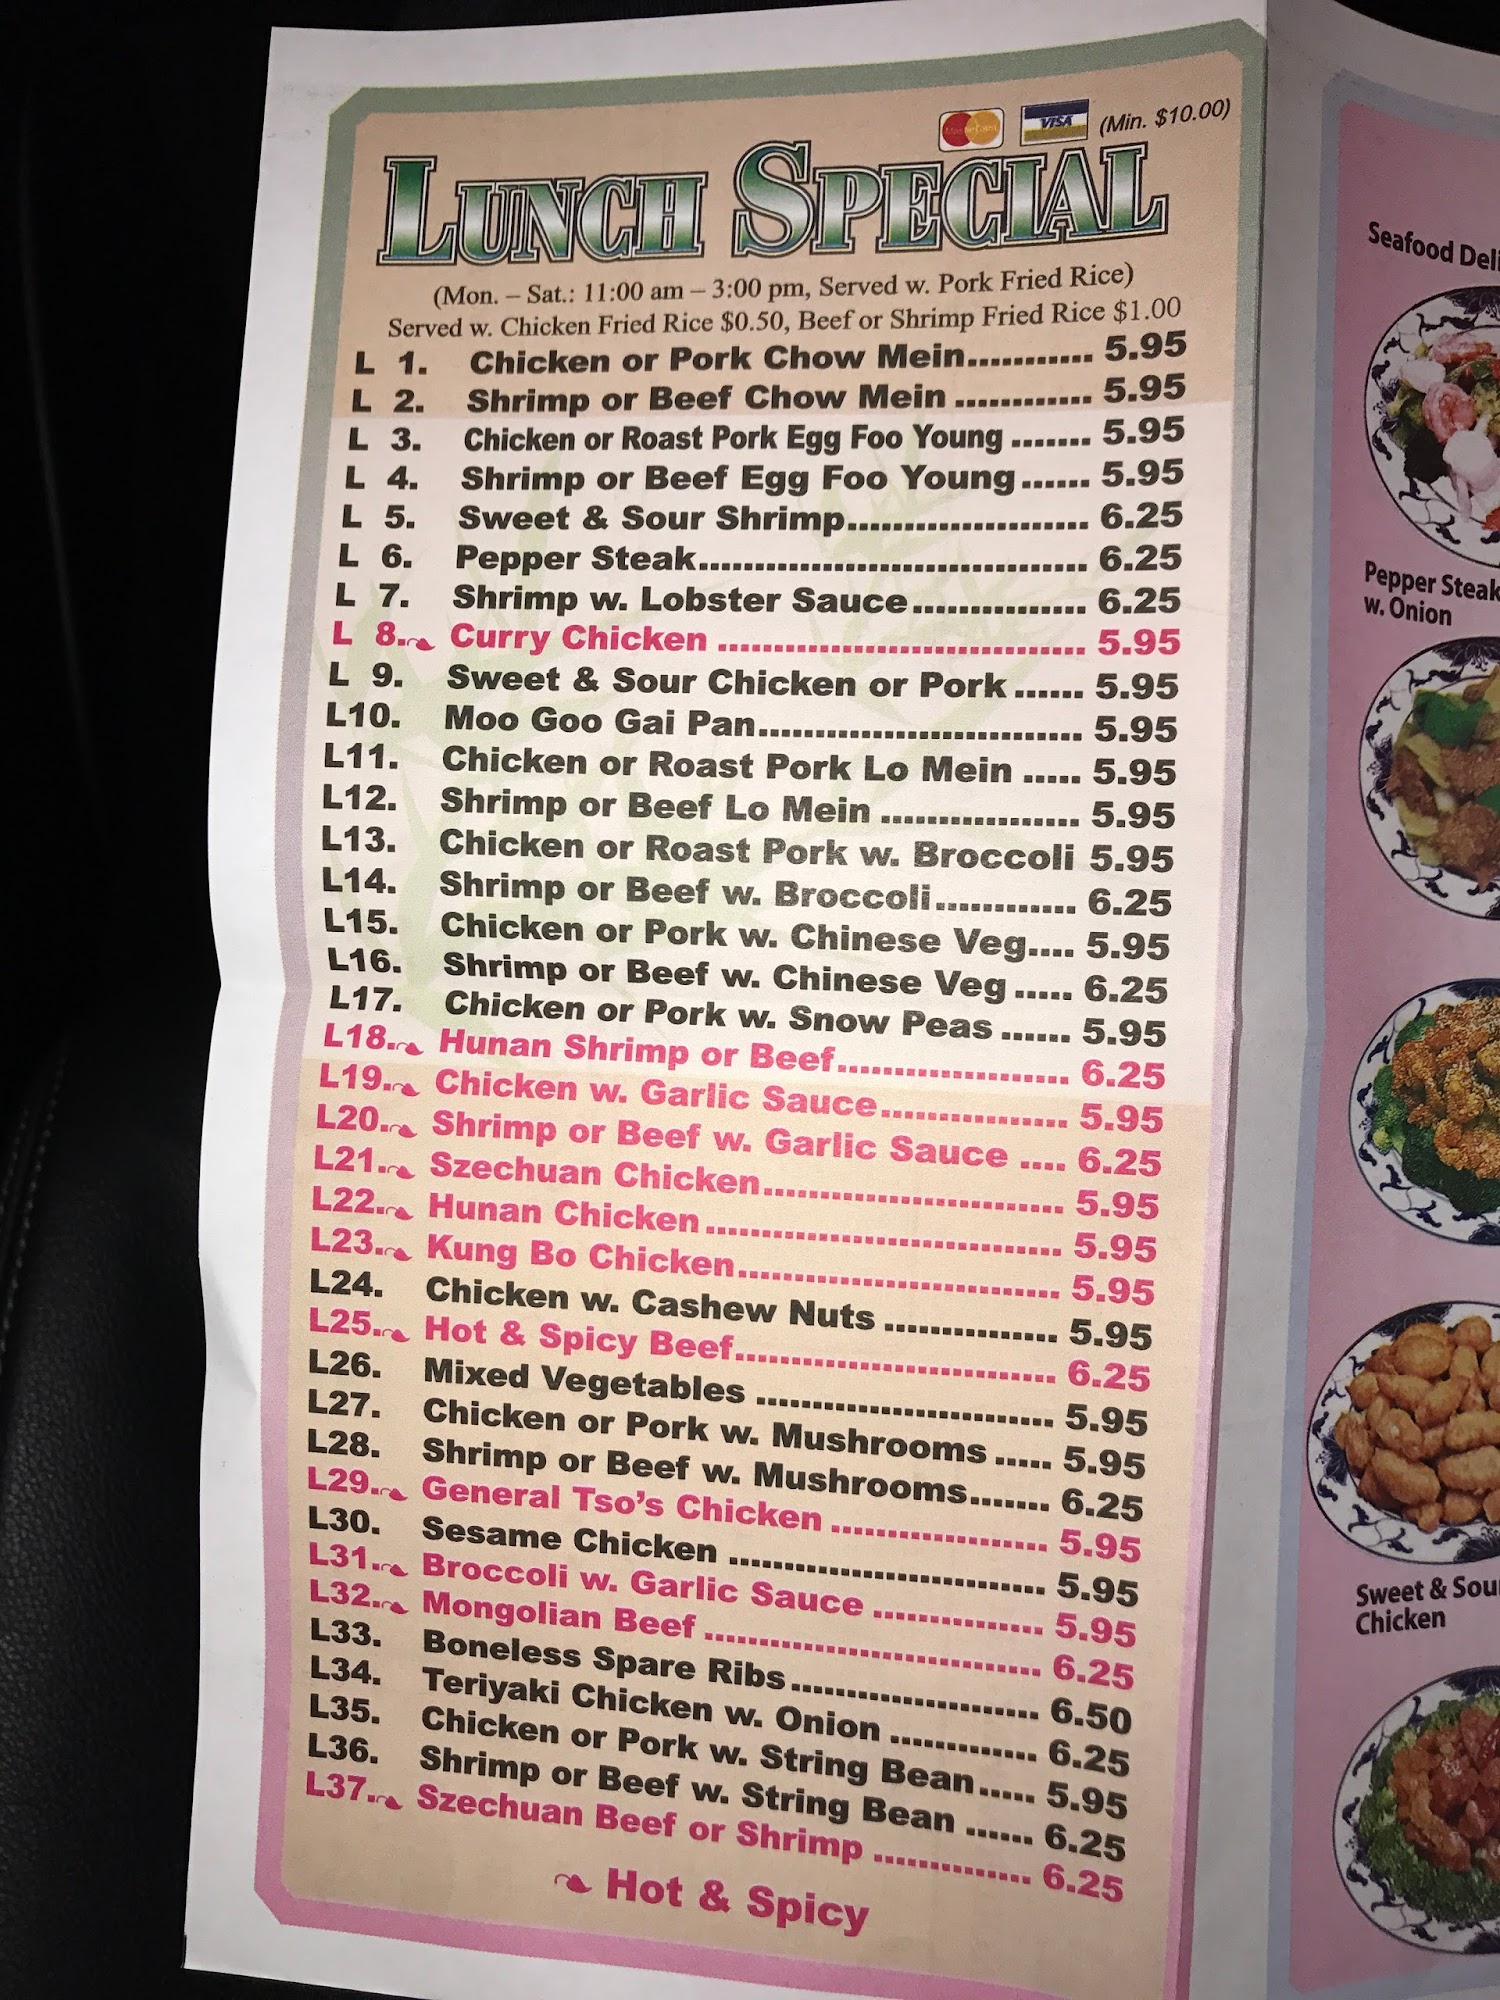 VISA (Min. $10.00)
LUNCH SPECIAL
(Mon. – Sat.: 11:00 am – 3:00 pm, Served w. Pork Fried Rice)
Served w. Chicken Fried Rice $0.50, Beef or Shrimp Fried Rice $1.00
L 1. Chicken or Pork Chow Mein........... 5.95
L 2. Shrimp or Beef Chow Mein ............ 5.95
L 3. Chicken or Roast Pork Egg Foo Young ....... 5.95
L 4. Shrimp or Beef Egg Foo Young...... 5.95
L 5. Sweet & Sour Shrimp..................... 6.25
L 6. Pepper Steak.................................. 6.25
L 7. Shrimp w. Lobster Sauce............... 6.25
L 8. Curry Chicken ................................ 5.95
L 9. Sweet & Sour Chicken or Pork ...... 5.95
L10. Moo Goo Gai Pan............................ 5.95
L11. Chicken or Roast Pork Lo Mein ..... 5.95
L12. Shrimp or Beef Lo Mein ................. 5.95
L13. Chicken or Roast Pork w. Broccoli 5.95
L14. Shrimp or Beef w. Broccoli............ 6.25
L15. Chicken or Pork w. Chinese Veg.... 5.95
L16. Shrimp or Beef w. Chinese Veg ..... 6.25
L17. Chicken or Pork w. Snow Peas ...... 5.95
L18. Hunan Shrimp or Beef.................... 6.25
L19. Chicken w. Garlic Sauce................ 5.95
L20. Shrimp or Beef w. Garlic Sauce .... 6.25
L21. Szechuan Chicken.......................... 5.95
L22. Hunan Chicken............................... 5.95
L23. Kung Bo Chicken............................ 5.95
L24. Chicken w. Cashew Nuts ............... 5.95
L25. Hot & Spicy Beef............................ 6.25
L26. Mixed Vegetables .......................... 5.95
L27. Chicken or Pork w. Mushrooms ..... 5.95
L28. Shrimp or Beef w. Mushrooms....... 6.25
L29. General Tso's Chicken ................... 5.95
L30. Sesame Chicken ............................ 5.95
L31. Broccoli w. Garlic Sauce ............... 5.95
L32. Mongolian Beef .............................. 6.25
L33. Boneless Spare Ribs...................... 6.50
L34. Teriyaki Chicken w. Onion ............. 6.25
L35. Chicken or Pork w. String Bean..... 5.95
L36. Shrimp or Beef w. String Bean ...... 6.25
L37. Szechuan Beef or Shrimp .............. 6.25
Hot & Spicy
Seafood Deli
Pepper Steak
w. Onion
Sweet & Sou
Chicken